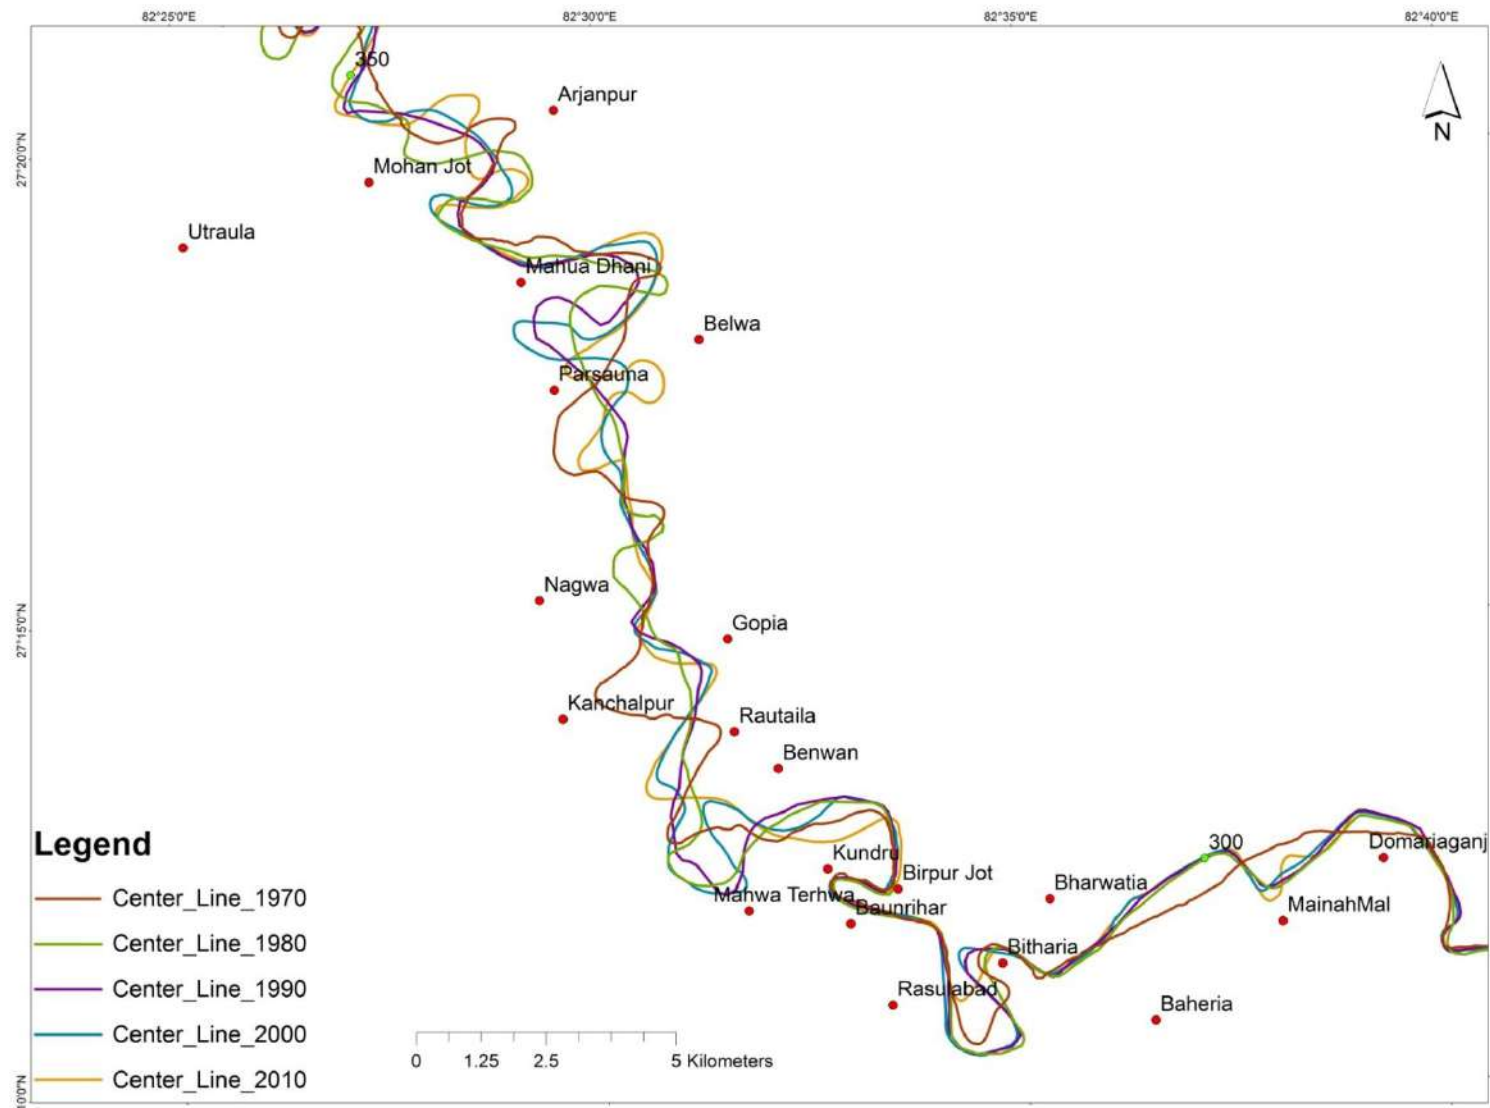 82°25'0"E 82°30'0"E 82°35'0"E 82°40'0"E
350
Arjanpur
N
27°20'0"N
Mohan Jot
Utraula
Mahua Dhani
Belwa
Parsauna
Nagwa
Gopia
27°15'0"N
Kanchalpur
Rautaila
Benwan
Legend
300
Domariaganj
Kundru
Birpur Jot
Bharwatia
Mahwa Terhwa
Baunrihar
MainahMal
Center_Line_1970
Center_Line_1980
Bitharia
Center_Line_1990
Rasulabad
Baheria
Center_Line_2000
0 1.25 2.5 5 Kilometers
Center_Line_2010
10'0"N